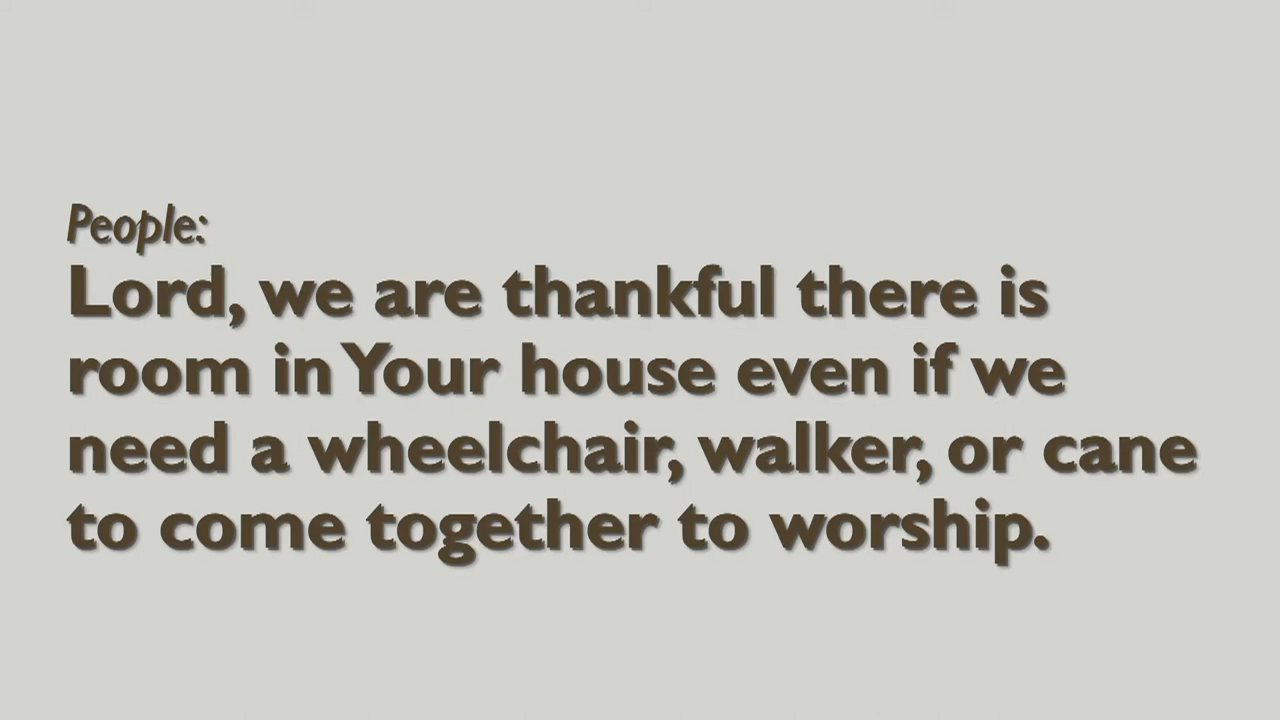 People:
Lord, we are thankful there is
room in Your house even if we
need a wheelchair, walker, or cane
to come together to worship.